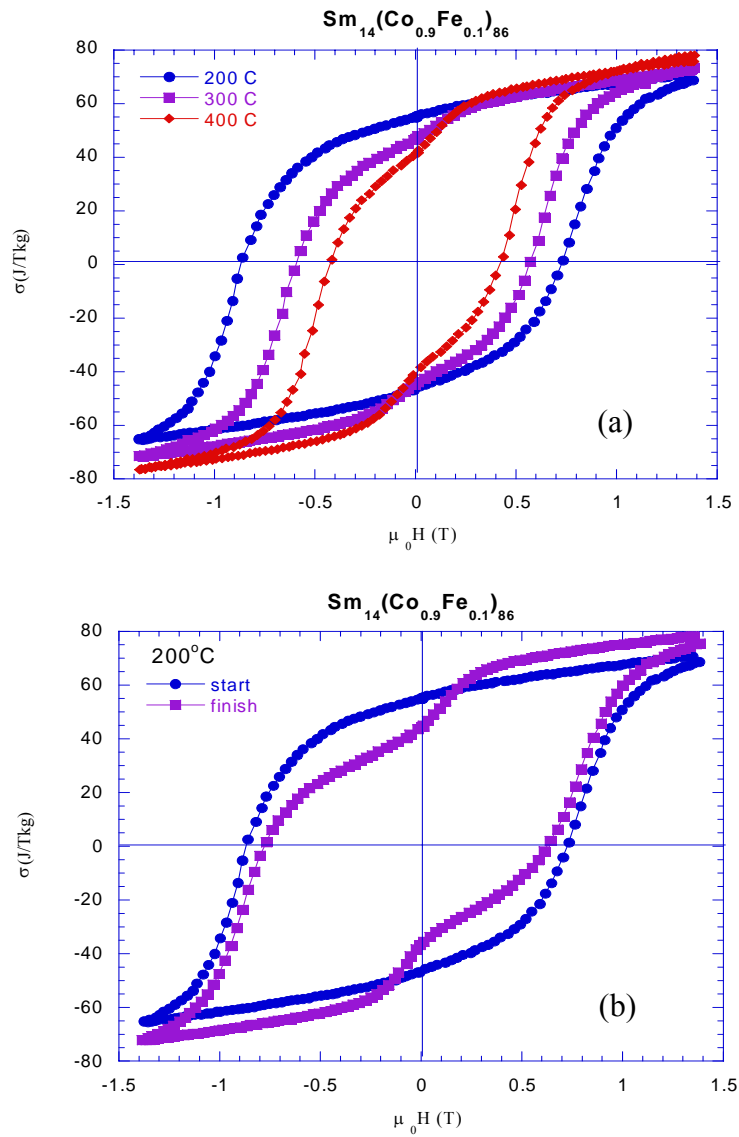 Sm14(Co0.9Fe0.1)86
80
60
40
20
0
-20
-40
-60
-80
σ(J/Tkg)
200 C
300 C
400 C
(a)
-1.5 -1 -0.5 0 0.5 1 1.5
μ0H (T)
Sm14(Co0.9Fe0.1)86
80
60
40
20
0
-20
-40
-60
-80
σ(J/Tkg)
200°C
start
finish
(b)
-1.5 -1 -0.5 0 0.5 1 1.5
μ0H (T)